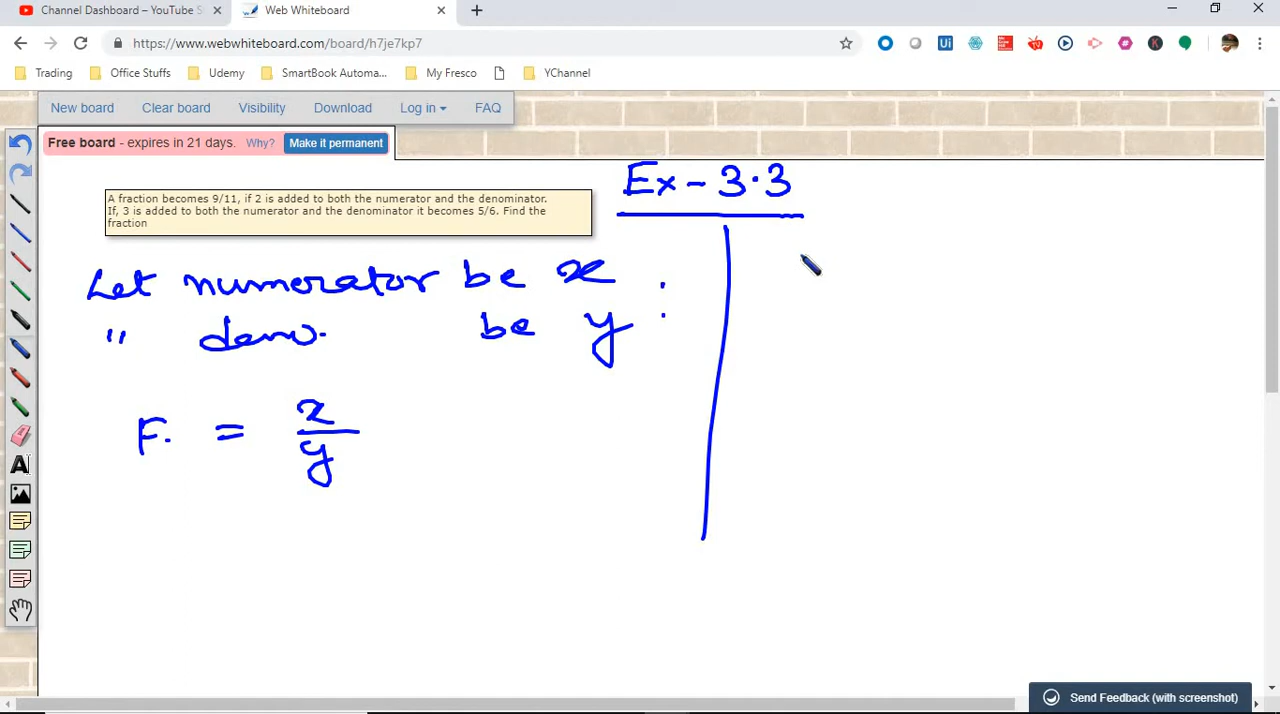 Channel Dashboard – YouTube S
Web Whiteboard
https://www.webwhiteboard.com/board/h7je7kp7
Trading
Office Stuffs
Udemy
SmartBook Automa...
My Fresco
YChannel
New board
Clear board
Visibility
Download
Log in
FAQ
Free board - expires in 21 days.
Why?
Make it permanent
Ex - 3.3
A fraction becomes 9/11, if 2 is added to both the numerator and the denominator.
If, 3 is added to both the numerator and the denominator it becomes 5/6. Find the
fraction
Let numerator be x :
" deno. be y :
F. = x/y
Send Feedback (with screenshot)